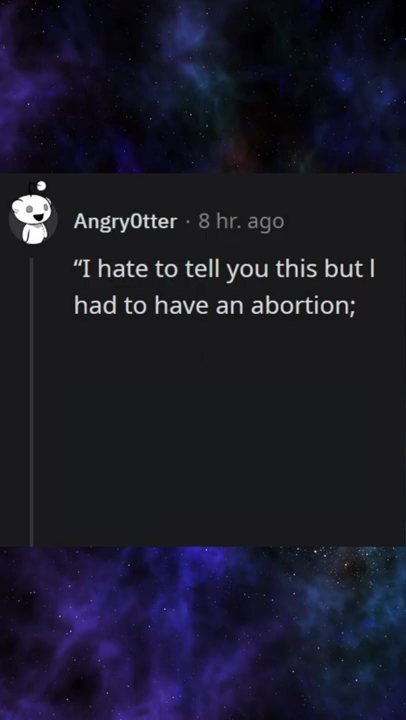 AngryOtter · 8 hr. ago
“I hate to tell you this but I
had to have an abortion;